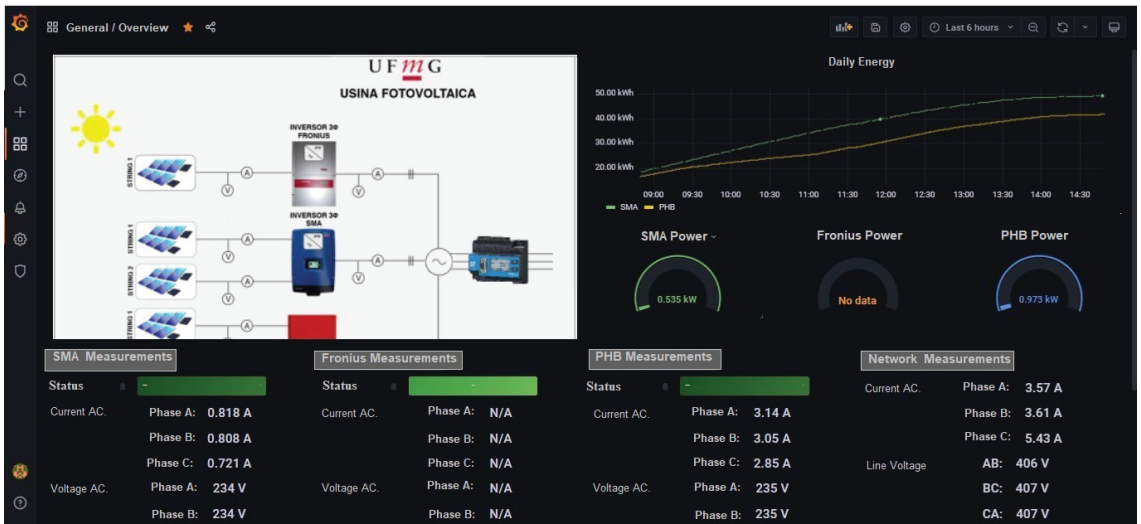 General / Overview
Last 6 hours
UFmG
USINA FOTOVOLTAICA
INVERSOR 3Φ
FRONIUS
STRING 1
A
V
A
V
INVERSOR 3Φ
SMA
STRING 1
A
V
STRING 2
A
V
A
V
STRING 1
A
Daily Energy
50.00 kWh
40.00 kWh
30.00 kWh
20.00 kWh
09:00 09:30 10:00 10:30 11:00 11:30 12:00 12:30 13:00 13:30 14:00 14:30
SMA PHB
SMA Power
0.535 kW
Fronius Power
No data
PHB Power
0.973 kW
SMA Measurements
Status -
Current AC. Phase A: 0.818 A
Phase B: 0.808 A
Phase C: 0.721 A
Voltage AC. Phase A: 234 V
Phase B: 234 V
Fronius Measurements
Status -
Current AC. Phase A: N/A
Phase B: N/A
Phase C: N/A
Voltage AC. Phase A: N/A
Phase B: N/A
PHB Measurements
Status -
Current AC. Phase A: 3.14 A
Phase B: 3.05 A
Phase C: 2.85 A
Voltage AC. Phase A: 235 V
Phase B: 235 V
Network Measurements
Current AC. Phase A: 3.57 A
Phase B: 3.61 A
Phase C: 5.43 A
Line Voltage AB: 406 V
BC: 407 V
CA: 407 V